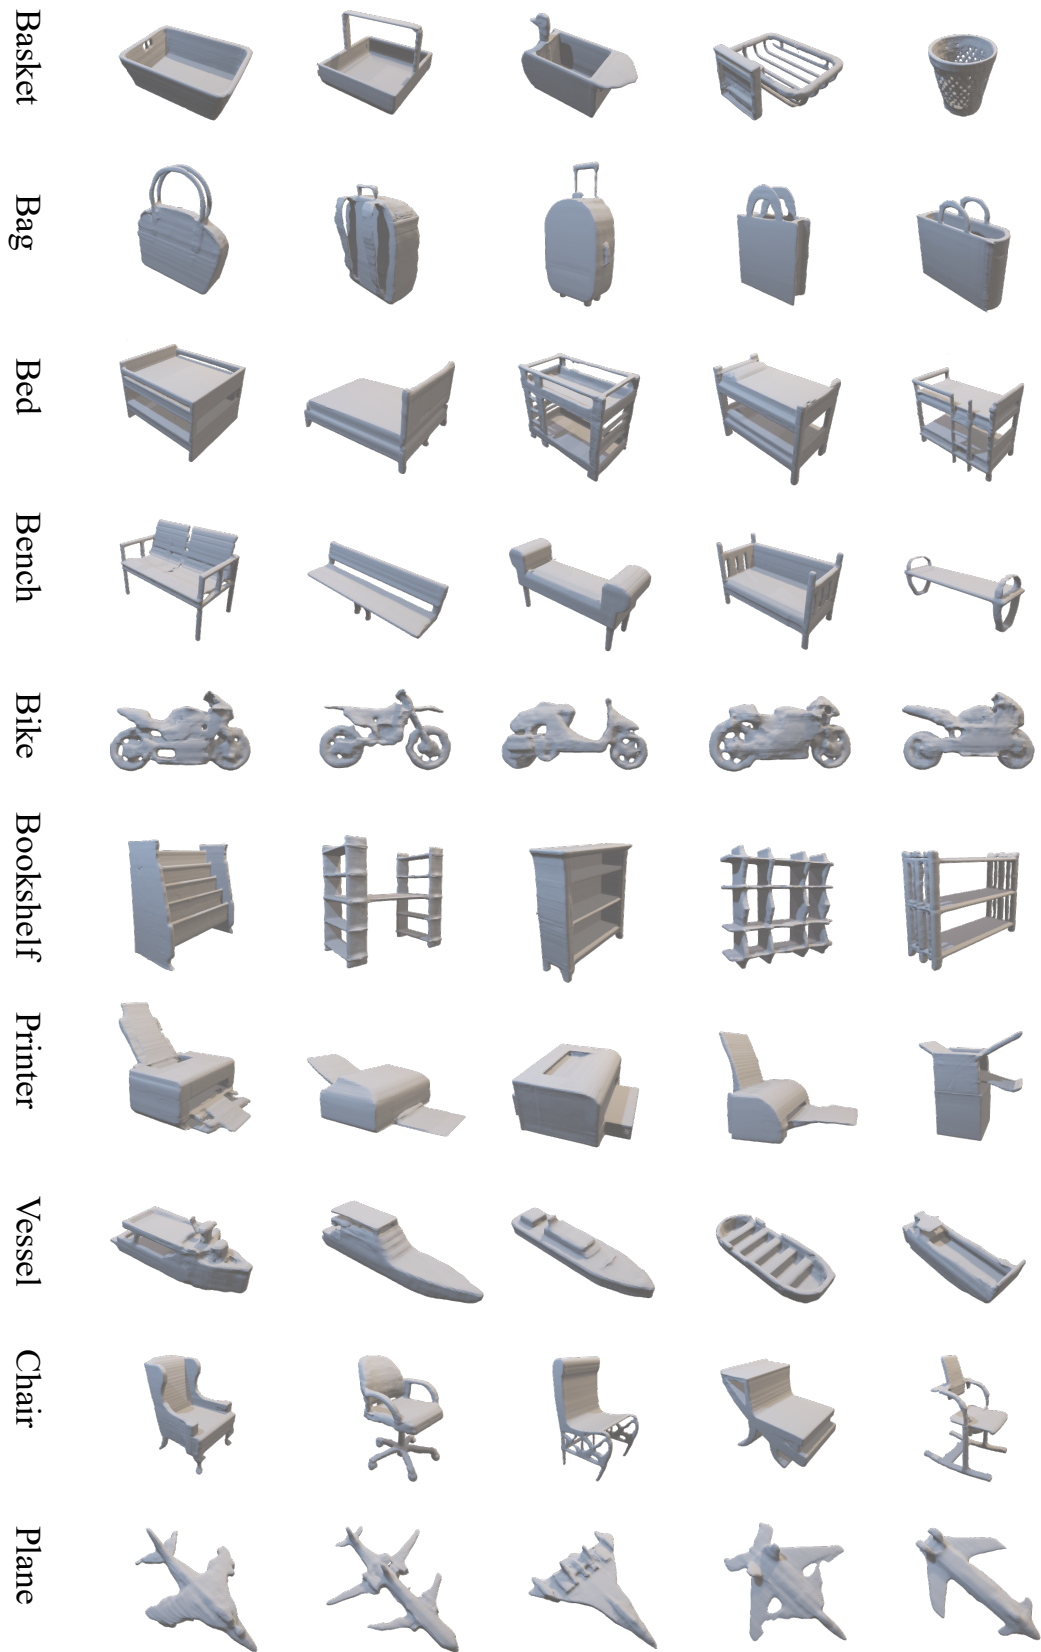 Basket
Bag
Bed
Bench
Bike
Bookshelf
Printer
Vessel
Chair
Plane